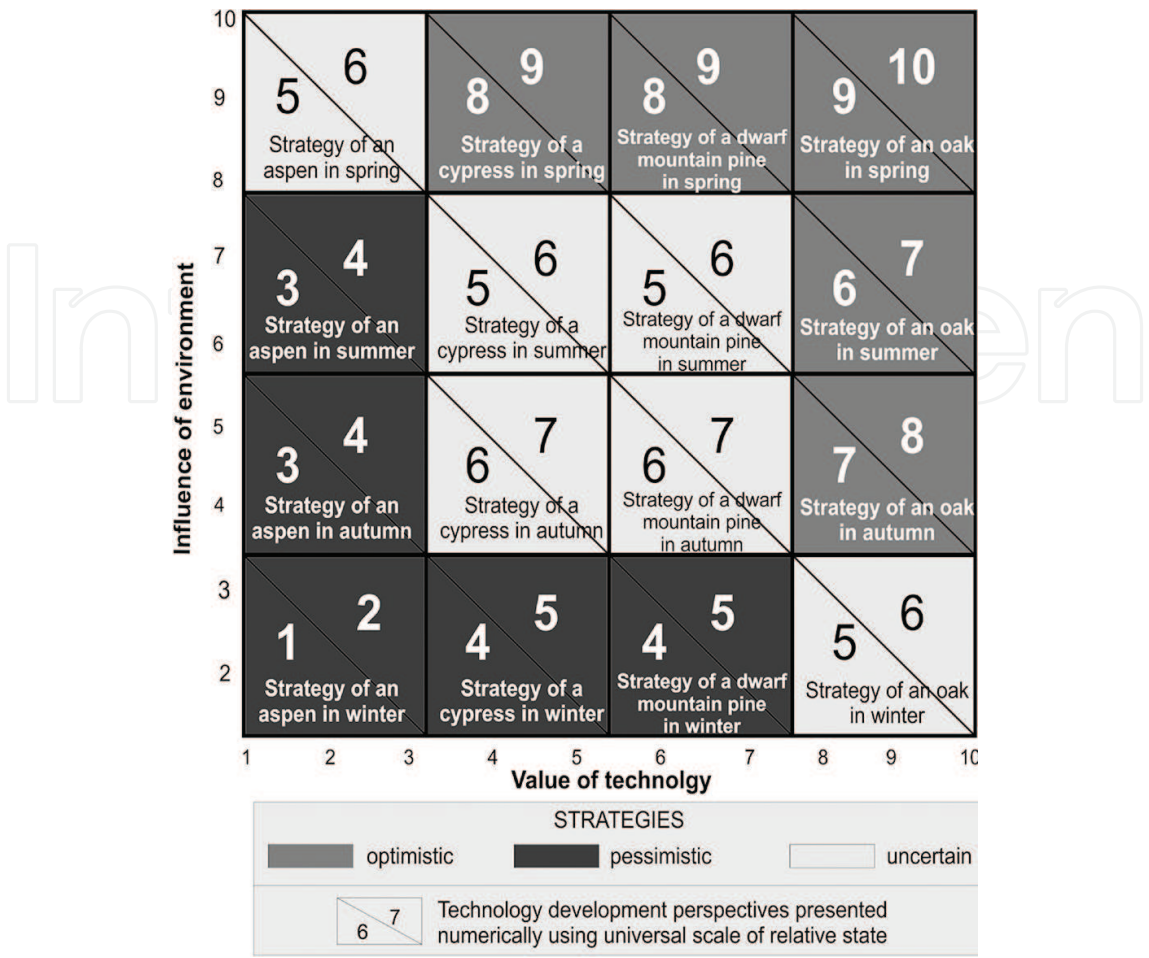 10
5 6
Strategy of an
aspen in spring
8 9
Strategy of a
cypress in spring
8 9
Strategy of a dwarf
mountain pine
in spring
9 10
Strategy of an oak
in spring
9
8
3 4
Strategy of an
aspen in summer
5 6
Strategy of a
cypress in summer
5 6
Strategy of a dwarf
mountain pine
in summer
6 7
Strategy of an oak
in summer
7
6
Influence of environment
3 4
Strategy of an
aspen in autumn
6 7
Strategy of a
cypress in autumn
6 7
Strategy of a dwarf
mountain pine
in autumn
7 8
Strategy of an oak
in autumn
5
4
1 2
Strategy of an
aspen in winter
4 5
Strategy of a
cypress in winter
4 5
Strategy of a dwarf
mountain pine
in winter
5 6
Strategy of an oak
in winter
3
2
1 2 3 4 5 6 7 8 9 10
Value of technolgy
STRATEGIES
optimistic pessimistic uncertain
6 7
Technology development perspectives presented
numerically using universal scale of relative state